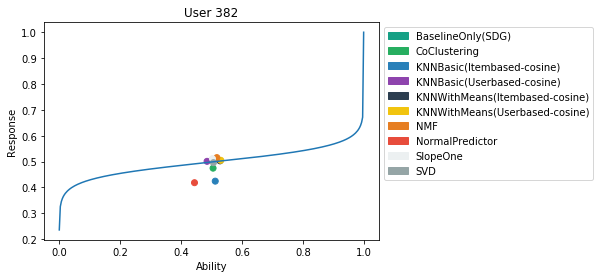 User 382
1.0
0.9
0.8
0.7
0.6
0.5
0.4
0.3
0.2
Response
0.0 0.2 0.4 0.6 0.8 1.0
Ability
BaselineOnly(SDG)
CoClustering
KNNBasic(Itembased-cosine)
KNNBasic(Userbased-cosine)
KNNWithMeans(Itembased-cosine)
KNNWithMeans(Userbased-cosine)
NMF
NormalPredictor
SlopeOne
SVD